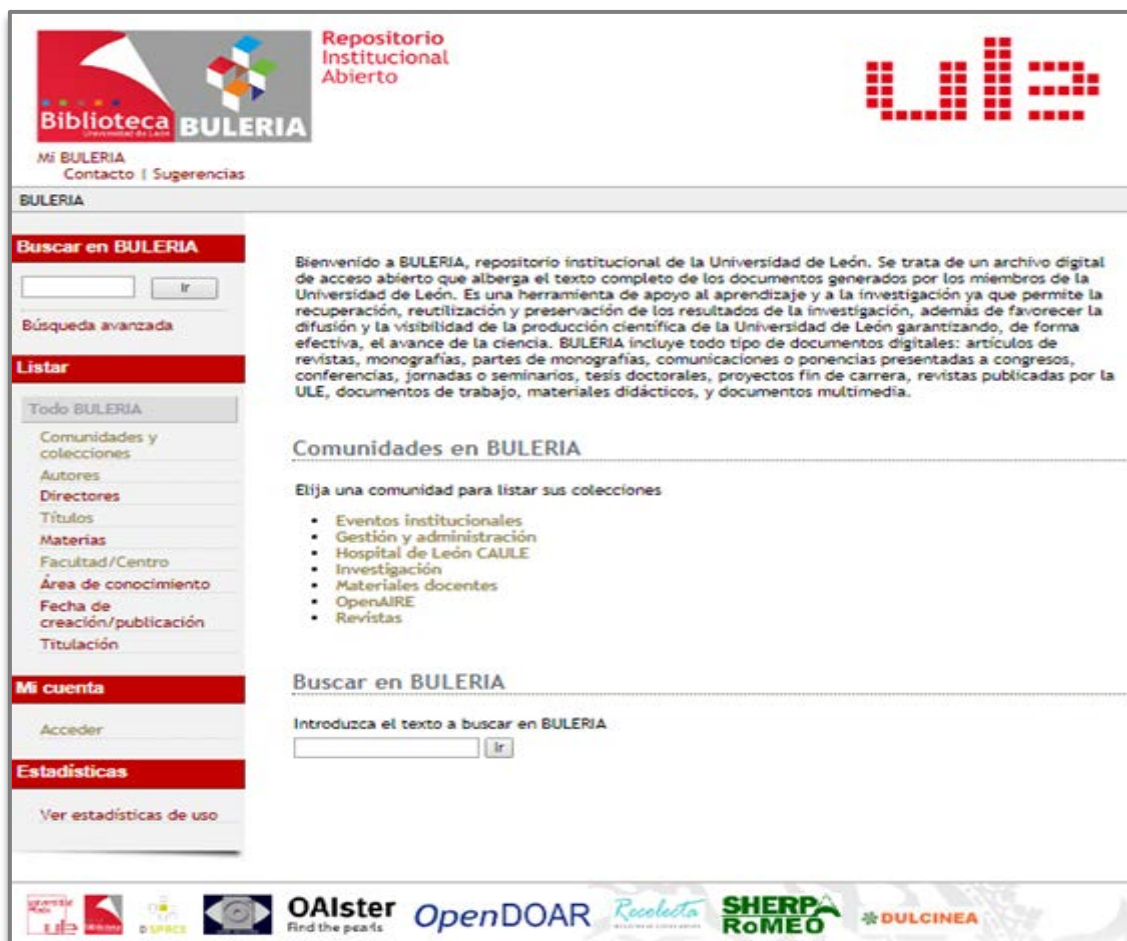 Repositorio
Institucional
Abierto
Biblioteca
Universidad de León
BULERIA
ule
Mi BULERIA
Contacto | Sugerencias
BULERIA
Buscar en BULERIA
Ir
Búsqueda avanzada
Listar
Todo BULERIA
Comunidades y
colecciones
Autores
Directores
Títulos
Materias
Facultad/Centro
Área de conocimiento
Fecha de
creación/publicación
Titulación
Mi cuenta
Acceder
Estadísticas
Ver estadísticas de uso
Bienvenido a BULERIA, repositorio institucional de la Universidad de León. Se trata de un archivo digital
de acceso abierto que alberga el texto completo de los documentos generados por los miembros de la
Universidad de León. Es una herramienta de apoyo al aprendizaje y a la investigación ya que permite la
recuperación, reutilización y preservación de los resultados de la investigación, además de favorecer la
difusión y la visibilidad de la producción científica de la Universidad de León garantizando, de forma
efectiva, el avance de la ciencia. BULERIA incluye todo tipo de documentos digitales: artículos de
revistas, monografías, partes de monografías, comunicaciones o ponencias presentadas a congresos,
conferencias, jornadas o seminarios, tesis doctorales, proyectos fin de carrera, revistas publicadas por la
ULE, documentos de trabajo, materiales didácticos, y documentos multimedia.
Comunidades en BULERIA
Elija una comunidad para listar sus colecciones
Eventos institucionales
Gestión y administración
Hospital de León CAULE
Investigación
Materiales docentes
OpenAIRE
Revistas
Buscar en BULERIA
Introduzca el texto a buscar en BULERIA
Ir
ule
DSPACE
OAIster
Find the pearls
OpenDOAR
Recolecta
SHERPA
RoMEO
DULCINEA